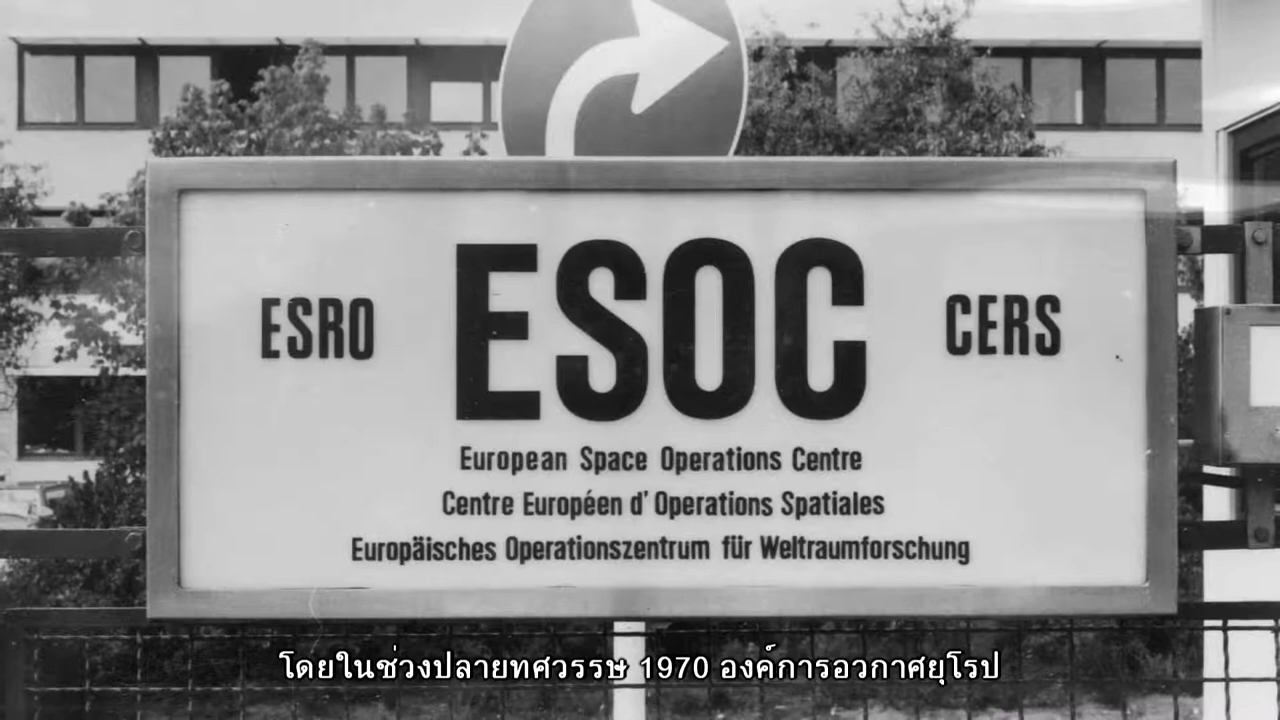 ESRO ESOC CERS
European Space Operations Centre
Centre Européen d' Operations Spatiales
Europäisches Operationszentrum für Weltraumforschung
โดยในช่วงปลายทศวรรษ 1970 องค์การอวกาศยุโรป